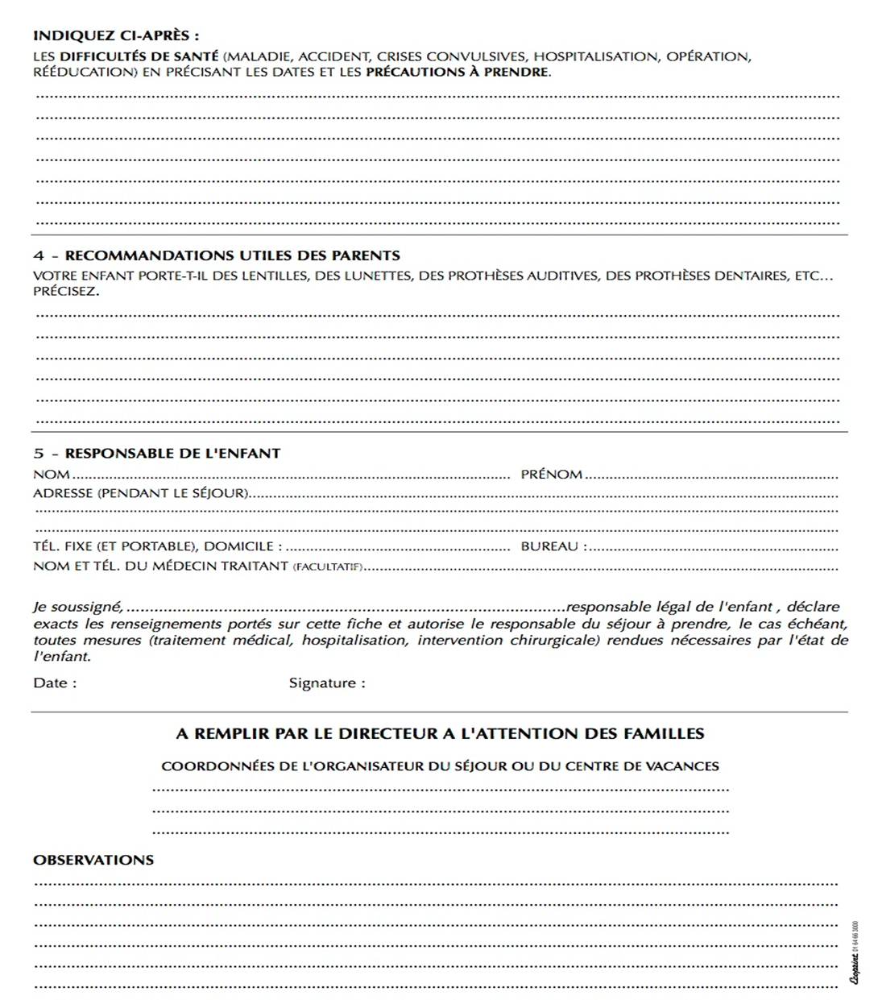 INDIQUEZ CI-APRÈS :
LES DIFFICULTÉS DE SANTÉ (MALADIE, ACCIDENT, CRISES CONVULSIVES, HOSPITALISATION, OPÉRATION,
RÉÉDUCATION) EN PRÉCISANT LES DATES ET LES PRÉCAUTIONS À PRENDRE.
4 – RECOMMANDATIONS UTILES DES PARENTS
VOTRE ENFANT PORTE-T-IL DES LENTILLES, DES LUNETTES, DES PROTHÈSES AUDITIVES, DES PROTHÈSES DENTAIRES, ETC...
PRÉCISEZ.
5 – RESPONSABLE DE L'ENFANT
NOM PRÉNOM
ADRESSE (PENDANT LE SÉJOUR)
TÉL. FIXE (ET PORTABLE), DOMICILE : BUREAU :
NOM ET TÉL. DU MÉDECIN TRAITANT (FACULTATIF)
Je soussigné, responsable légal de l'enfant , déclare
exacts les renseignements portés sur cette fiche et autorise le responsable du séjour à prendre, le cas échéant,
toutes mesures (traitement médical, hospitalisation, intervention chirurgicale) rendues nécessaires par l'état de
l'enfant.
Date : Signature :
A REMPLIR PAR LE DIRECTEUR A L'ATTENTION DES FAMILLES
COORDONNÉES DE L'ORGANISATEUR DU SÉJOUR OU DU CENTRE DE VACANCES
OBSERVATIONS
Ecoprint 01 64 66 3000